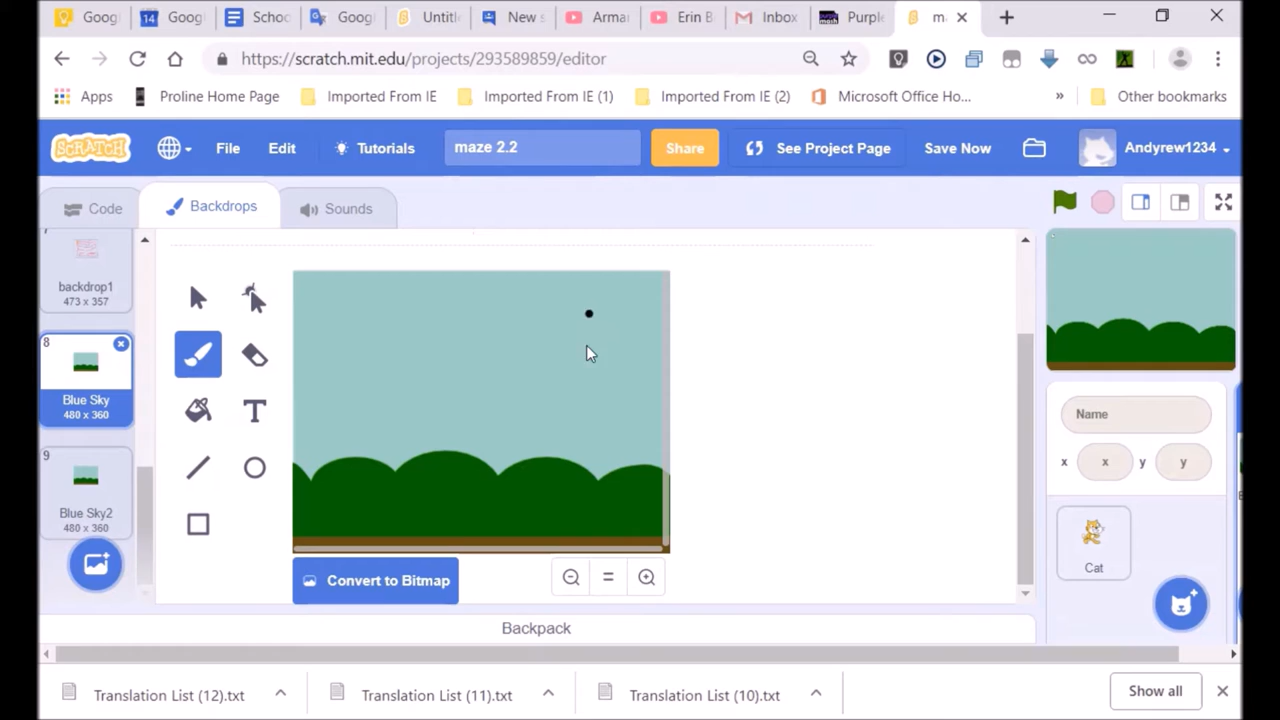 Goog
14
Goog
Schoo
Goog
Untitl
New s
Arman
Erin B
Inbox
Purple
ma
https://scratch.mit.edu/projects/293589859/editor
Apps
Proline Home Page
Imported From IE
Imported From IE (1)
Imported From IE (2)
Microsoft Office Ho...
»
Other bookmarks
SCRATCH
File
Edit
Tutorials
maze 2.2
Share
See Project Page
Save Now
Andyrew1234
Code
Backdrops
Sounds
7
backdrop1
473 x 357
8
Blue Sky
480 x 360
9
Blue Sky2
480 x 360
Convert to Bitmap
Name
x
x
y
y
Cat
Backpack
Translation List (12).txt
Translation List (11).txt
Translation List (10).txt
Show all